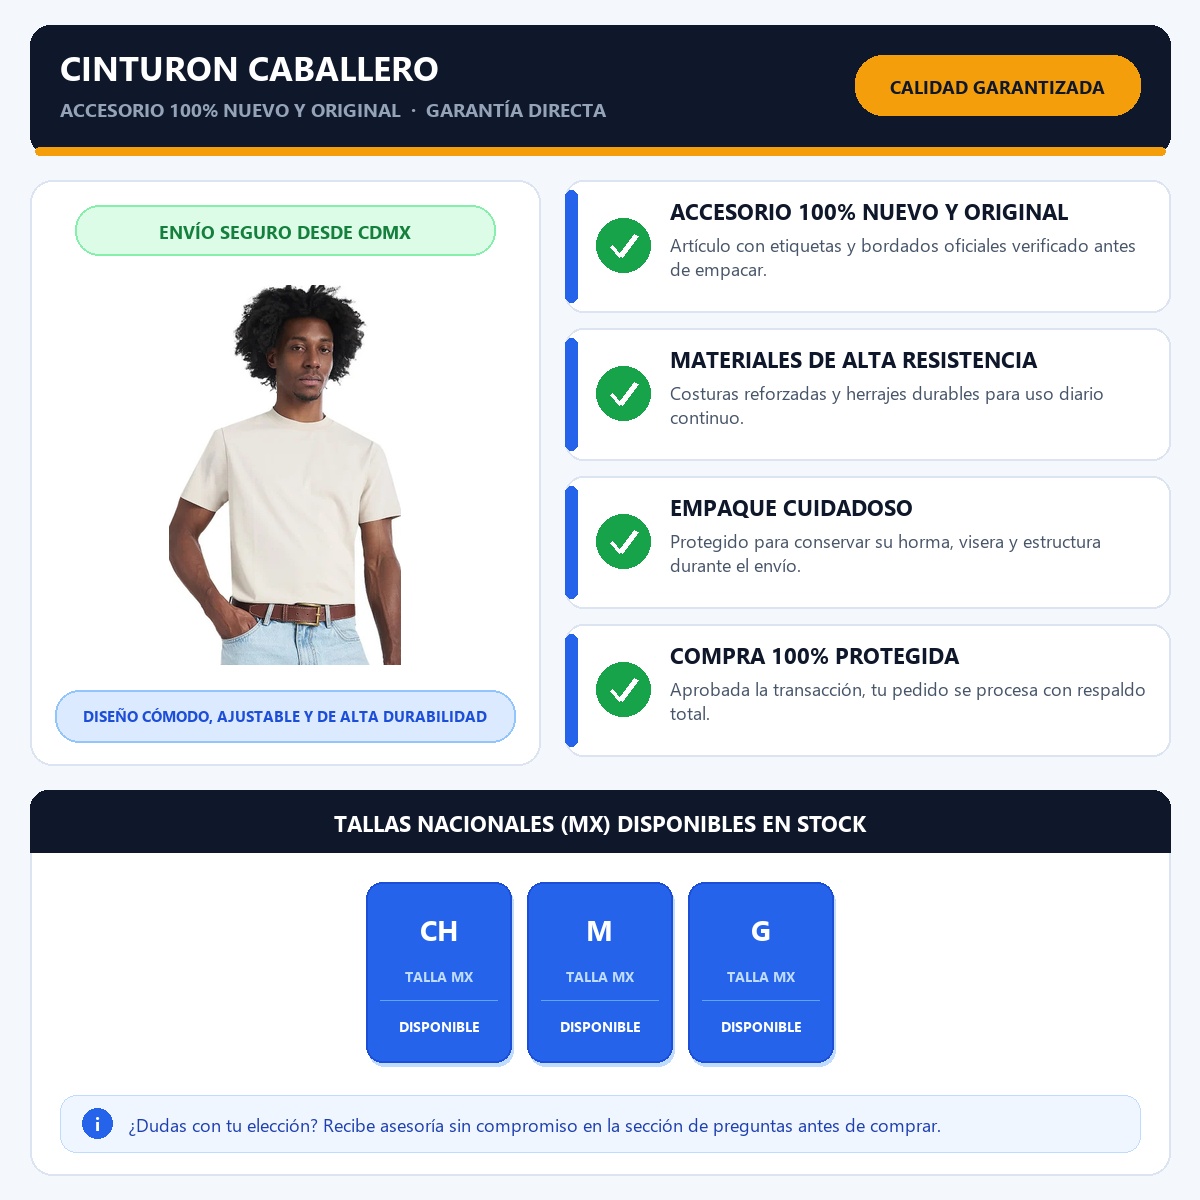 CINTURON CABALLERO
ACCESORIO 100% NUEVO Y ORIGINAL · GARANTÍA DIRECTA
CALIDAD GARANTIZADA
ENVÍO SEGURO DESDE CDMX
DISEÑO CÓMODO, AJUSTABLE Y DE ALTA DURABILIDAD
ACCESORIO 100% NUEVO Y ORIGINAL
Artículo con etiquetas y bordados oficiales verificado antes
de empacar.
MATERIALES DE ALTA RESISTENCIA
Costuras reforzadas y herrajes durables para uso diario
continuo.
EMPAQUE CUIDADOSO
Protegido para conservar su horma, visera y estructura
durante el envío.
COMPRA 100% PROTEGIDA
Aprobada la transacción, tu pedido se procesa con respaldo
total.
TALLAS NACIONALES (MX) DISPONIBLES EN STOCK
CH
TALLA MX
DISPONIBLE
M
TALLA MX
DISPONIBLE
G
TALLA MX
DISPONIBLE
¿Dudas con tu elección? Recibe asesoría sin compromiso en la sección de preguntas antes de comprar.